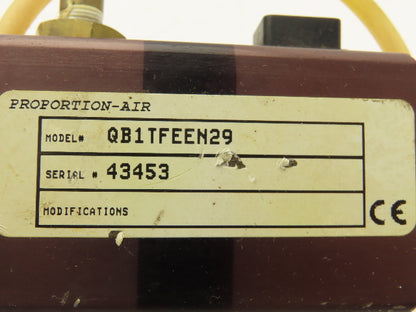 PROPORTION-AIR
MODEL# QB1TFEEN29
SERIAL # 43453
MODIFICATIONS
CE